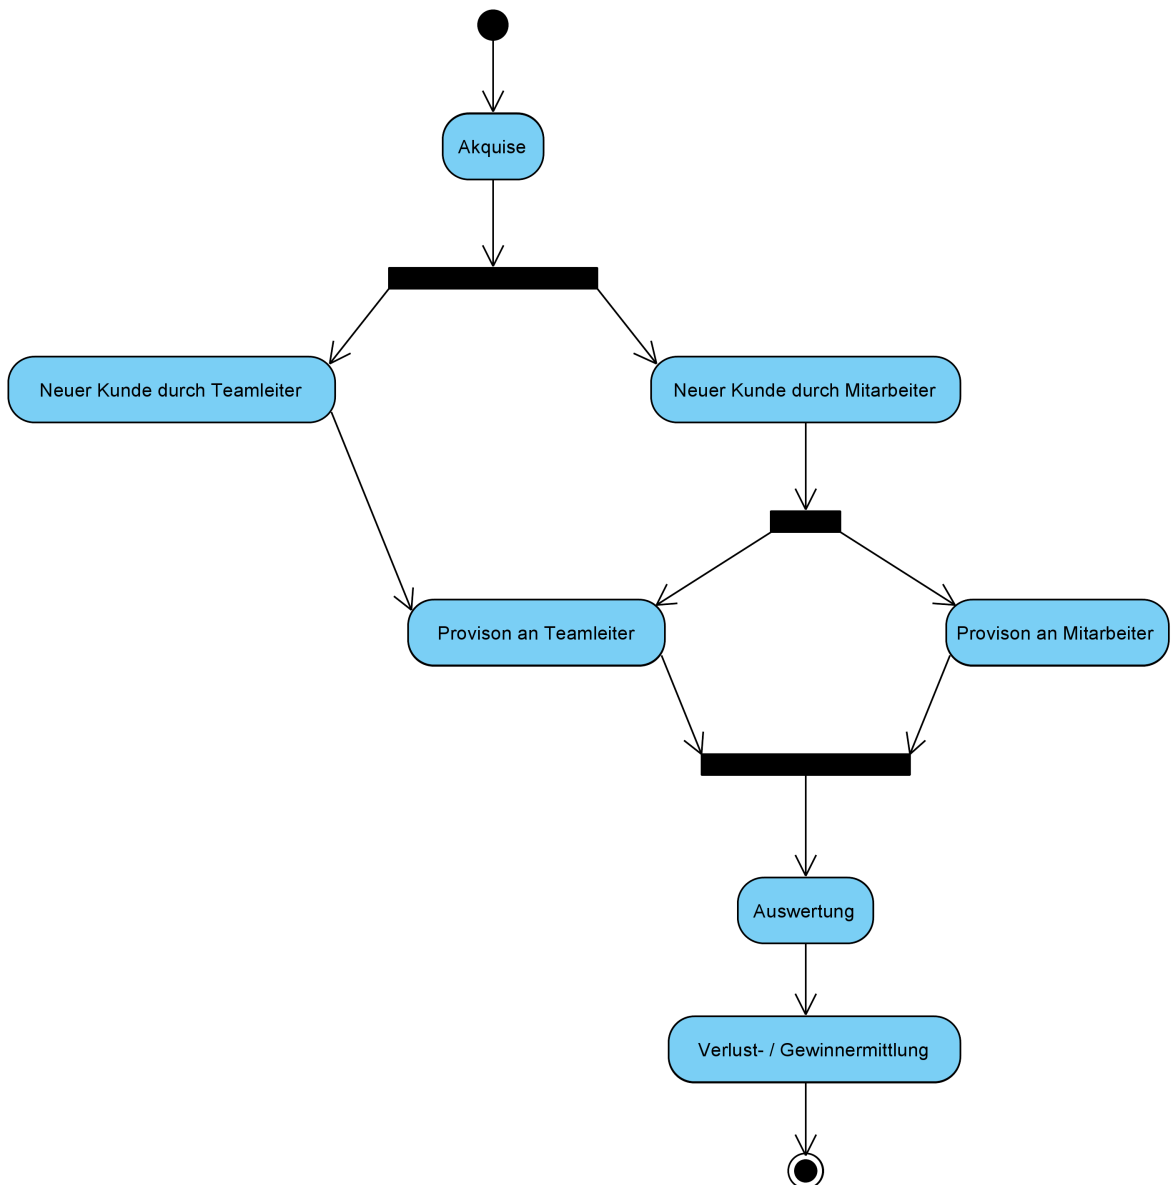 Akquise
Neuer Kunde durch Teamleiter
Neuer Kunde durch Mitarbeiter
Provison an Teamleiter
Provison an Mitarbeiter
Auswertung
Verlust- / Gewinnermittlung